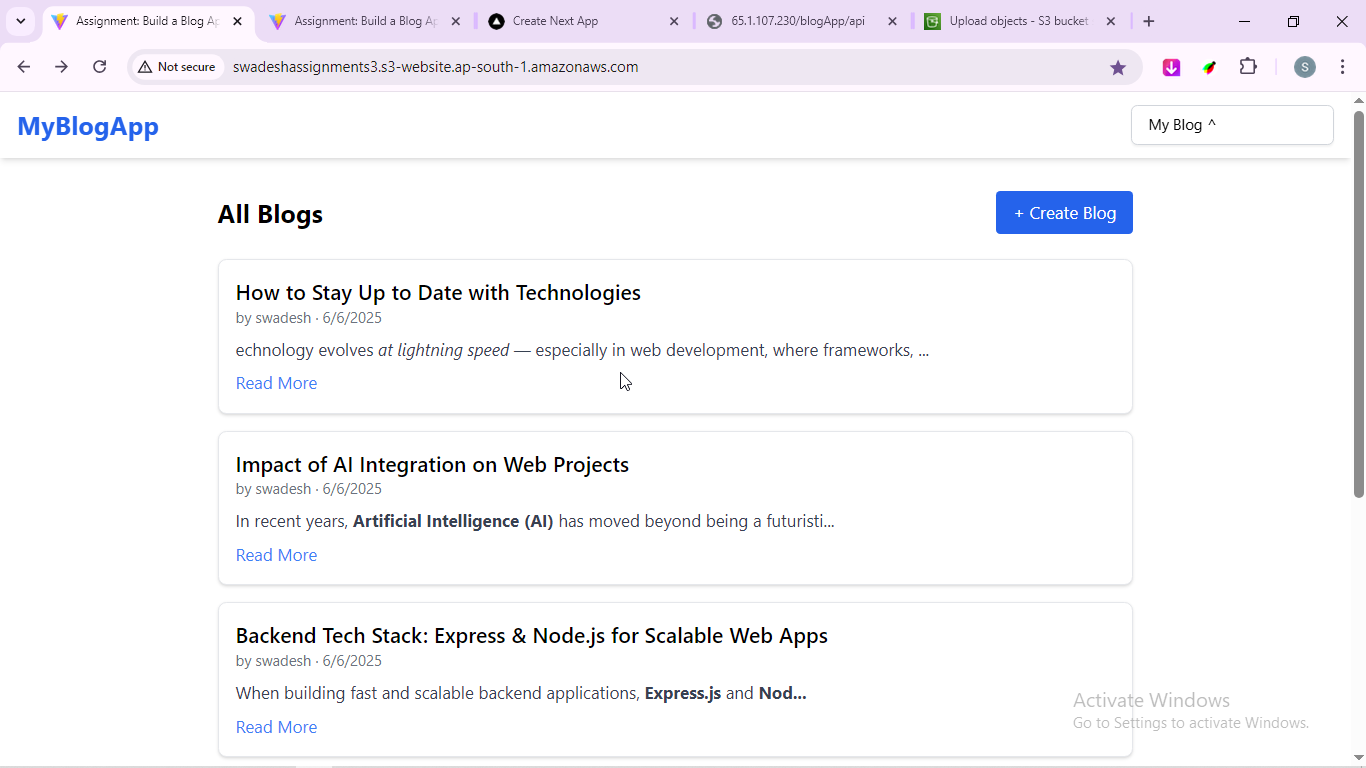 Assignment: Build a Blog Ap
Assignment: Build a Blog Ap
Create Next App
65.1.107.230/blogApp/api
Upload objects - S3 bucket
Not secure
swadeshassignments3.s3-website.ap-south-1.amazonaws.com
S
MyBlogApp
My Blog ^
All Blogs
+ Create Blog
How to Stay Up to Date with Technologies
by swadesh · 6/6/2025
echnology evolves at lightning speed — especially in web development, where frameworks, ...
Read More
Impact of AI Integration on Web Projects
by swadesh · 6/6/2025
In recent years, Artificial Intelligence (AI) has moved beyond being a futuristi...
Read More
Backend Tech Stack: Express & Node.js for Scalable Web Apps
by swadesh · 6/6/2025
When building fast and scalable backend applications, Express.js and Nod...
Read More
Activate Windows
Go to Settings to activate Windows.